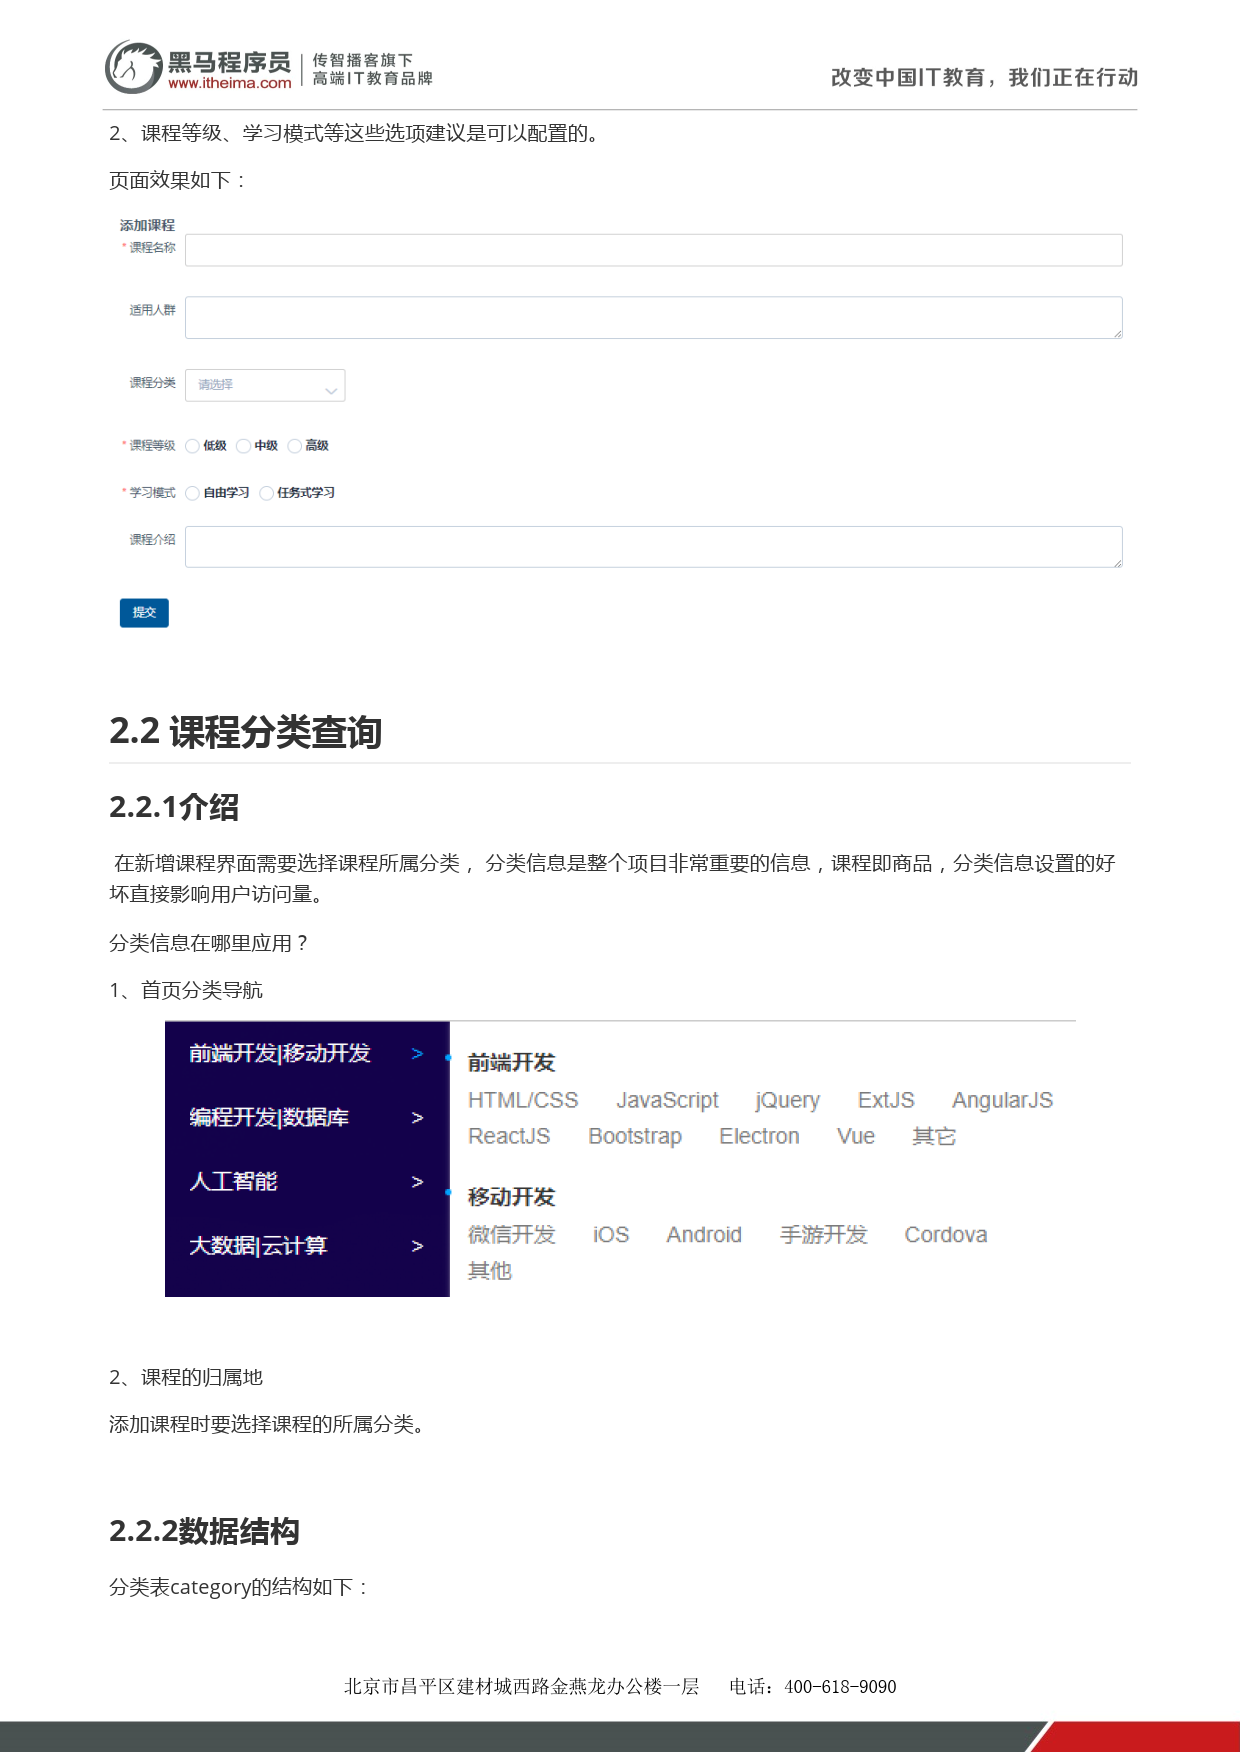 黑马程序员 传智播客旗下
www.itheima.com 高端IT教育品牌
改变中国IT教育，我们正在行动
2、课程等级、学习模式等这些选项建议是可以配置的。
页面效果如下：
添加课程
* 课程名称
适用人群
课程分类 请选择
* 课程等级 低级 中级 高级
* 学习模式 自由学习 任务式学习
课程介绍
提交
2.2 课程分类查询
2.2.1介绍
在新增课程界面需要选择课程所属分类， 分类信息是整个项目非常重要的信息，课程即商品，分类信息设置的好
坏直接影响用户访问量。
分类信息在哪里应用？
1、首页分类导航
前端开发|移动开发 >
编程开发|数据库 >
人工智能 >
大数据|云计算 >
前端开发
HTML/CSS JavaScript jQuery ExtJS AngularJS
ReactJS Bootstrap Electron Vue 其它
移动开发
微信开发 iOS Android 手游开发 Cordova
其他
2、课程的归属地
添加课程时要选择课程的所属分类。
2.2.2数据结构
分类表category的结构如下：
北京市昌平区建材城西路金燕龙办公楼一层 电话：400-618-9090